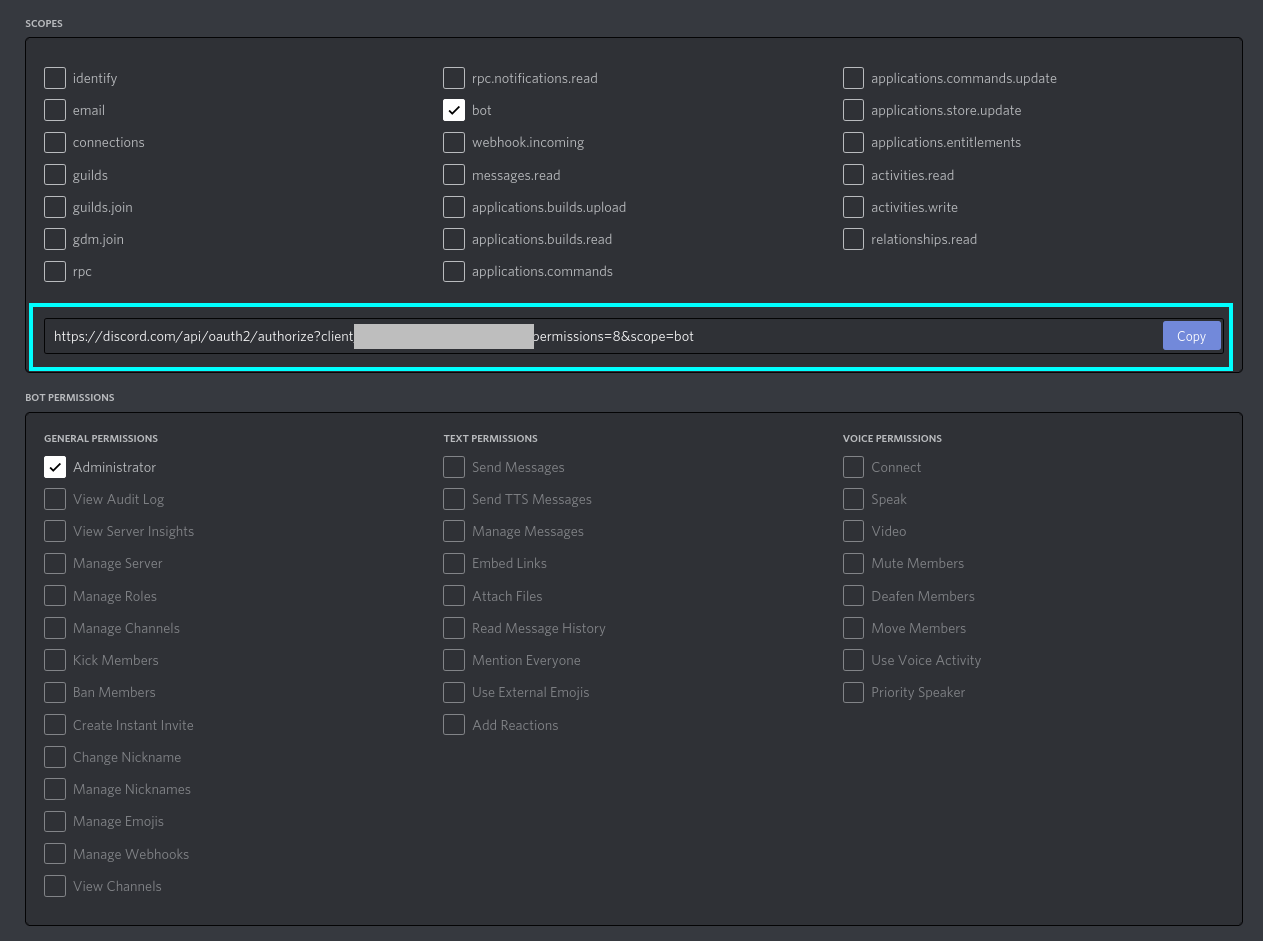 SCOPES
identify
email
connections
guilds
guilds.join
gdm.join
rpc
rpc.notifications.read
bot
webhook.incoming
messages.read
applications.builds.upload
applications.builds.read
applications.commands
applications.commands.update
applications.store.update
applications.entitlements
activities.read
activities.write
relationships.read
https://discord.com/api/oauth2/authorize?client permissions=8&scope=bot
Copy
BOT PERMISSIONS
GENERAL PERMISSIONS
Administrator
View Audit Log
View Server Insights
Manage Server
Manage Roles
Manage Channels
Kick Members
Ban Members
Create Instant Invite
Change Nickname
Manage Nicknames
Manage Emojis
Manage Webhooks
View Channels
TEXT PERMISSIONS
Send Messages
Send TTS Messages
Manage Messages
Embed Links
Attach Files
Read Message History
Mention Everyone
Use External Emojis
Add Reactions
VOICE PERMISSIONS
Connect
Speak
Video
Mute Members
Deafen Members
Move Members
Use Voice Activity
Priority Speaker